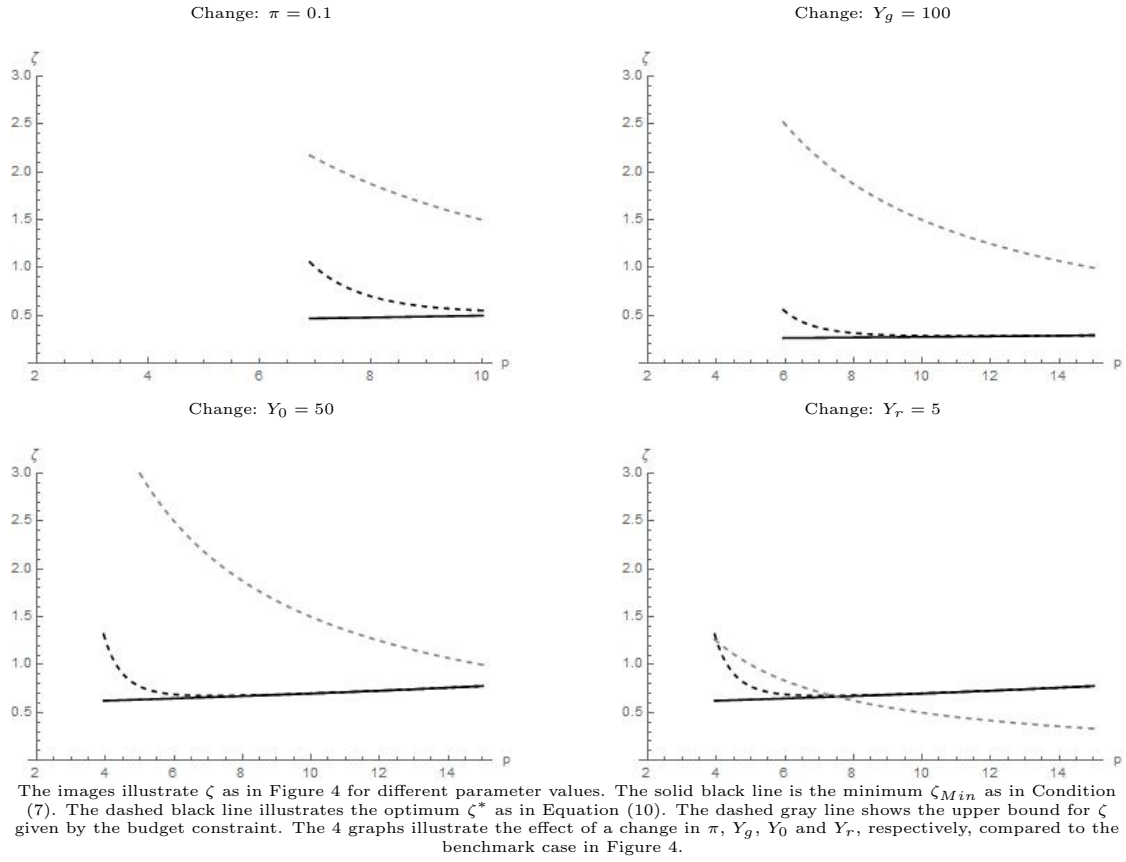 Change: π = 0.1
ζ
3.0
2.5
2.0
1.5
1.0
0.5
2 4 6 8 10 p
Change: Y_g = 100
ζ
3.0
2.5
2.0
1.5
1.0
0.5
2 4 6 8 10 12 14 p
Change: Y_0 = 50
ζ
3.0
2.5
2.0
1.5
1.0
0.5
2 4 6 8 10 12 14 p
Change: Y_r = 5
ζ
3.0
2.5
2.0
1.5
1.0
0.5
2 4 6 8 10 12 14 p
The images illustrate ζ as in Figure 4 for different parameter values. The solid black line is the minimum ζ_Min as in Condition
(7). The dashed black line illustrates the optimum ζ* as in Equation (10). The dashed gray line shows the upper bound for ζ
given by the budget constraint. The 4 graphs illustrate the effect of a change in π, Y_g, Y_0 and Y_r, respectively, compared to the
benchmark case in Figure 4.